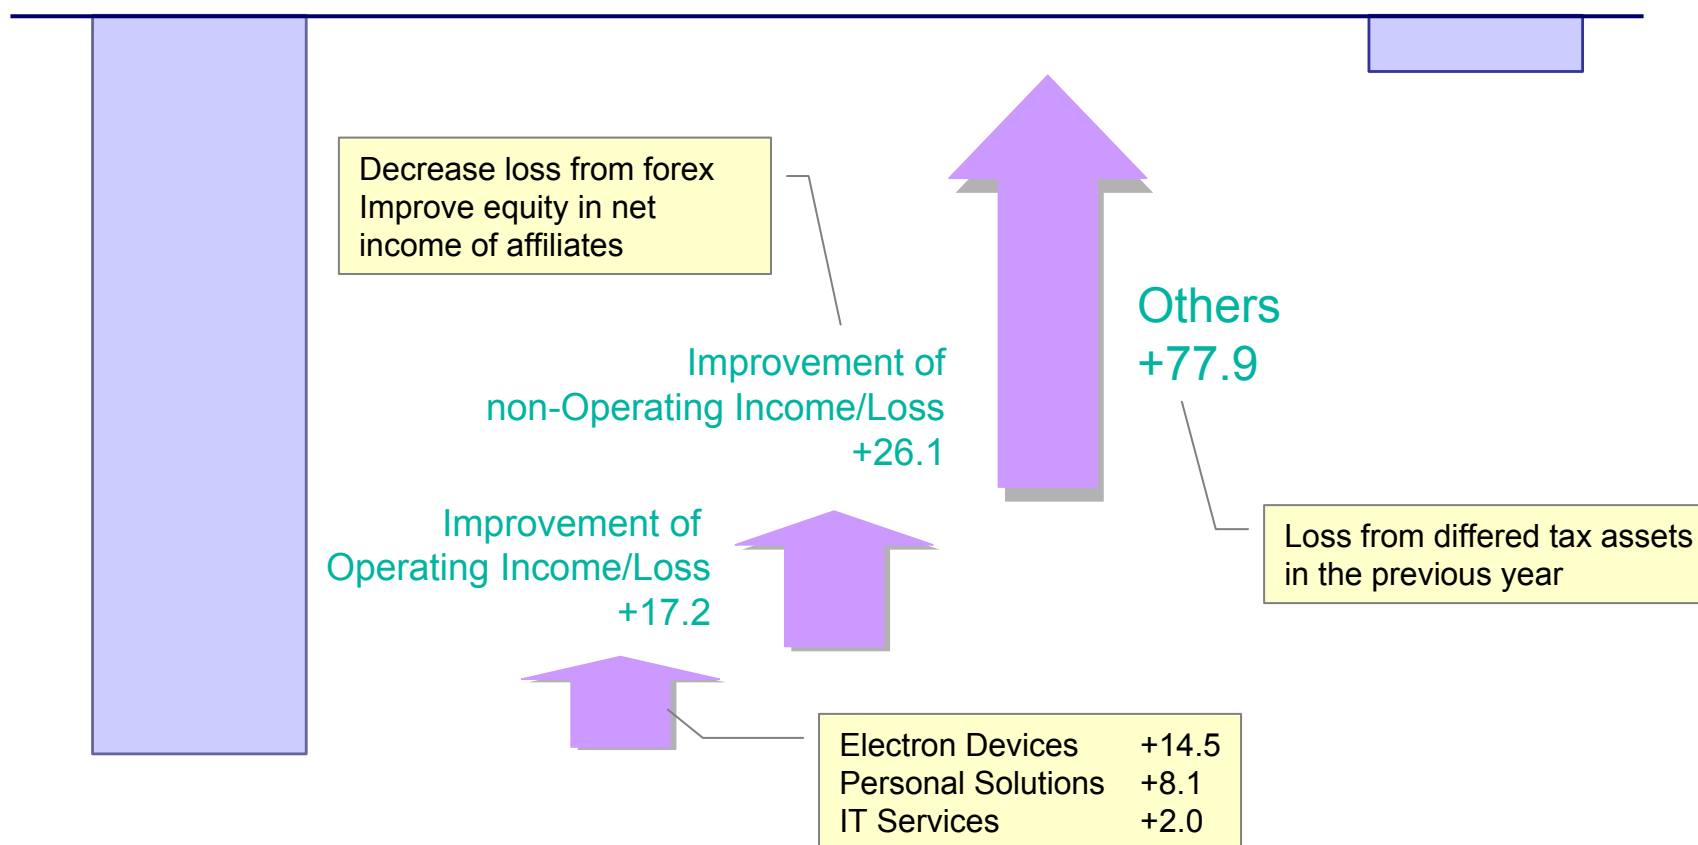 Decrease loss from forex
Improve equity in net
income of affiliates
Others
+77.9
Improvement of
non-Operating Income/Loss
+26.1
Improvement of
Operating Income/Loss
+17.2
Loss from differed tax assets
in the previous year
Electron Devices +14.5
Personal Solutions +8.1
IT Services +2.0